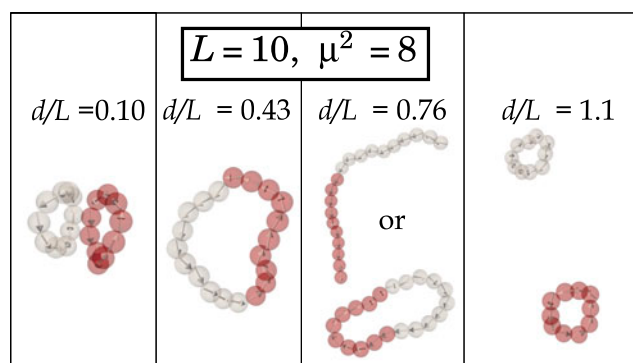 L = 10, μ² = 8
d/L =0.10
d/L = 0.43
d/L = 0.76
d/L = 1.1
or